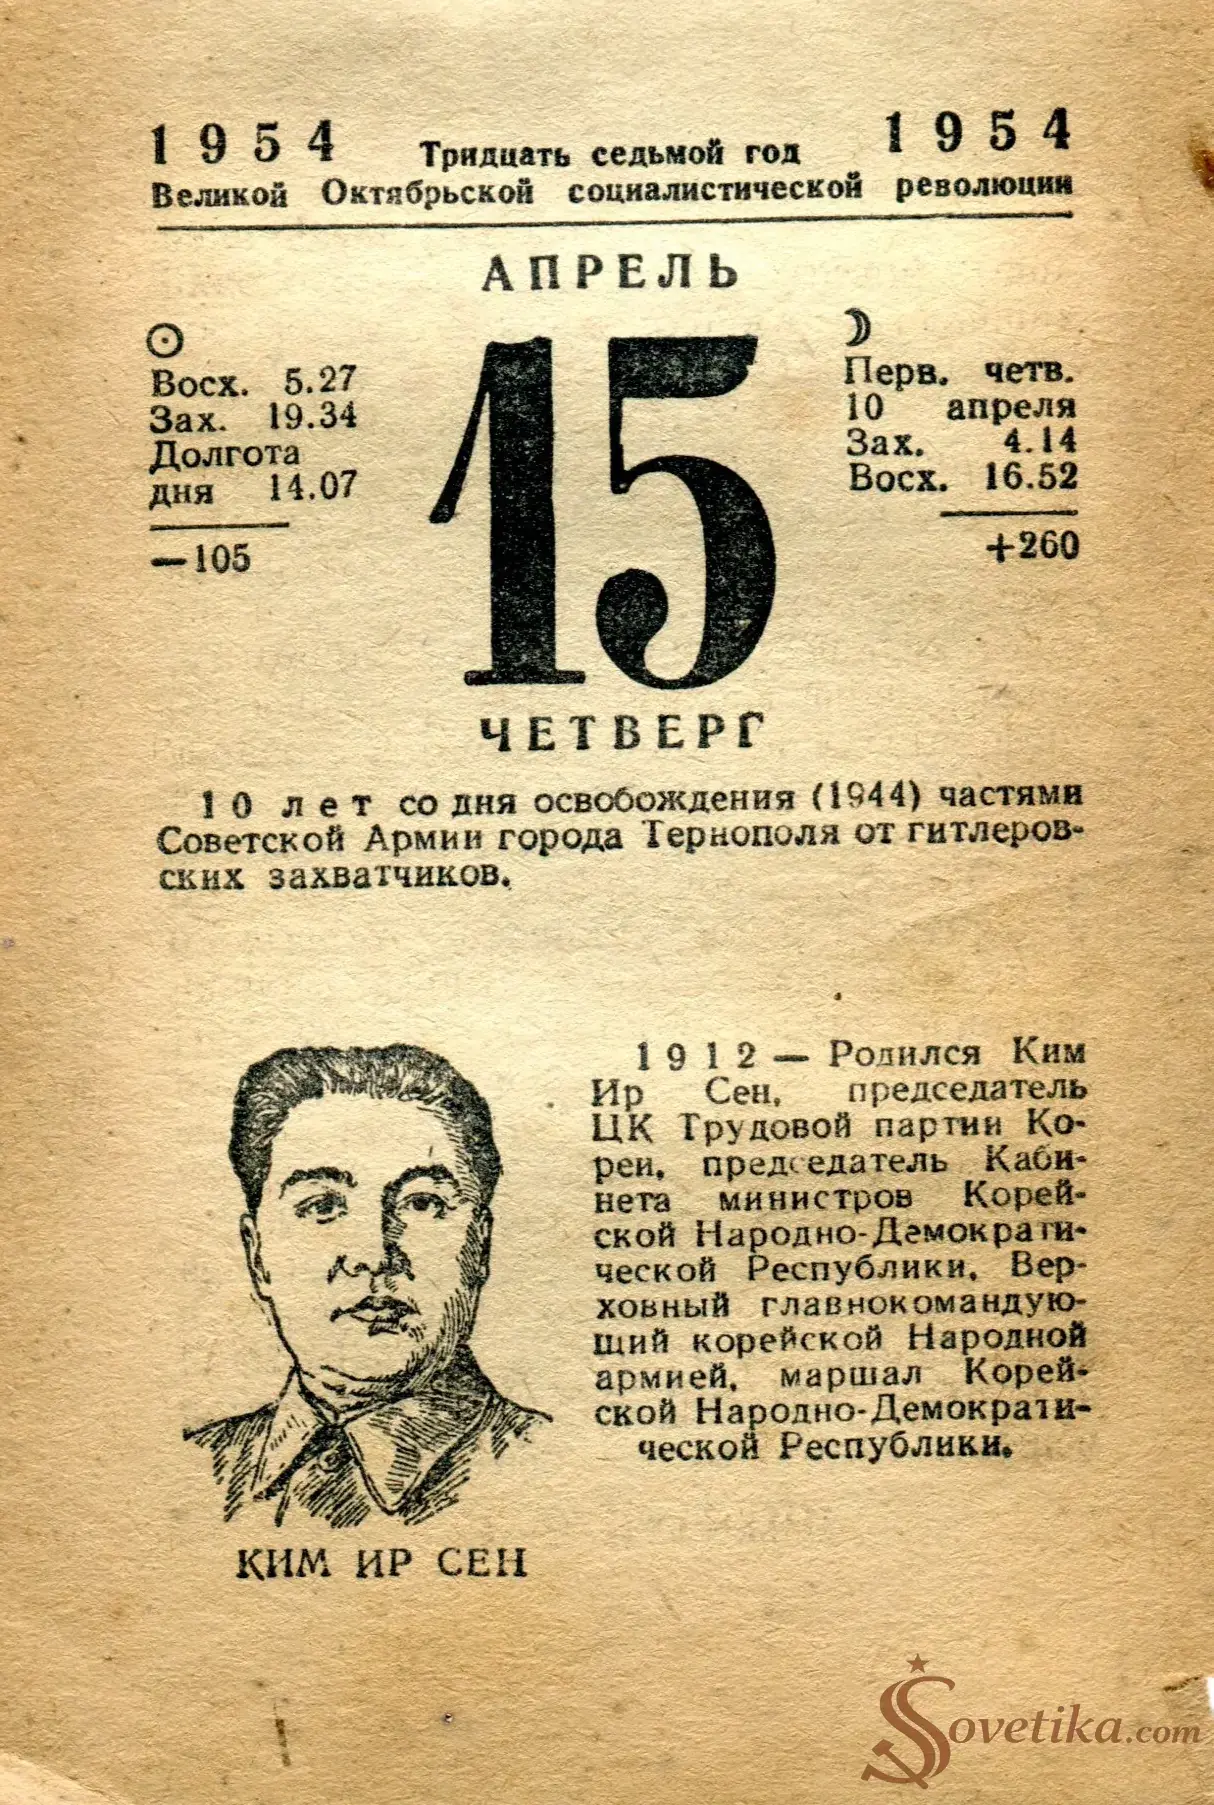 1954 Тридцать седьмой год 1954
Великой Октябрьской социалистической революции
АПРЕЛЬ
Восх. 5.27
Зах. 19.34
Долгота
дня 14.07
—105
15
Перв. четв.
10 апреля
Зах. 4.14
Восх. 16.52
+260
ЧЕТВЕРГ
10 лет со дня освобождения (1944) частями
Советской Армии города Тернополя от гитлеров-
ских захватчиков.
1912 — Родился Ким
Ир Сен, председатель
ЦК Трудовой партии Ко-
реи, председатель Каби-
нета министров Корей-
ской Народно-Демократи-
ческой Республики, Вер-
ховный главнокомандую-
щий корейской Народной
армией, маршал Корей-
ской Народно-Демократи-
ческой Республики.
КИМ ИР СЕН
Sovetika.com